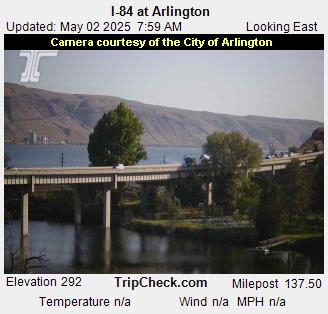 I-84 at Arlington
Updated: May 02 2025 7:59 AM Looking East
Camera courtesy of the City of Arlington
Elevation 292 TripCheck.com Milepost 137.50
Temperature n/a Wind n/a MPH n/a